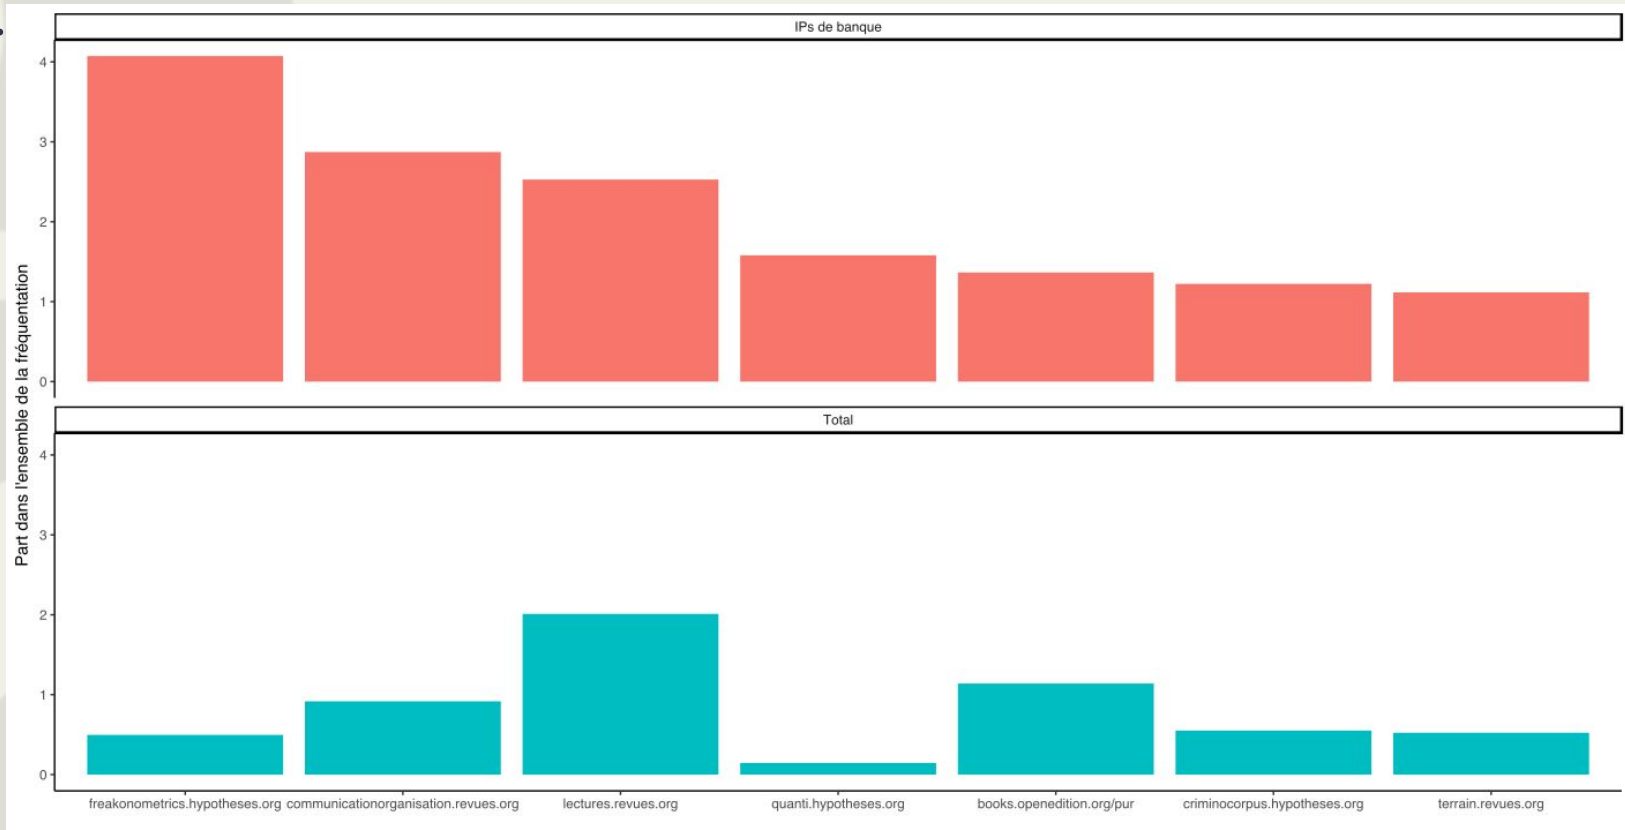 IPs de banque
4
3
2
1
0
Part dans l'ensemble de la fréquentation
Total
4
3
2
1
0
freakonometrics.hypotheses.org communicationorganisation.revues.org lectures.revues.org quanti.hypotheses.org books.openedition.org/pur criminocorpus.hypotheses.org terrain.revues.org